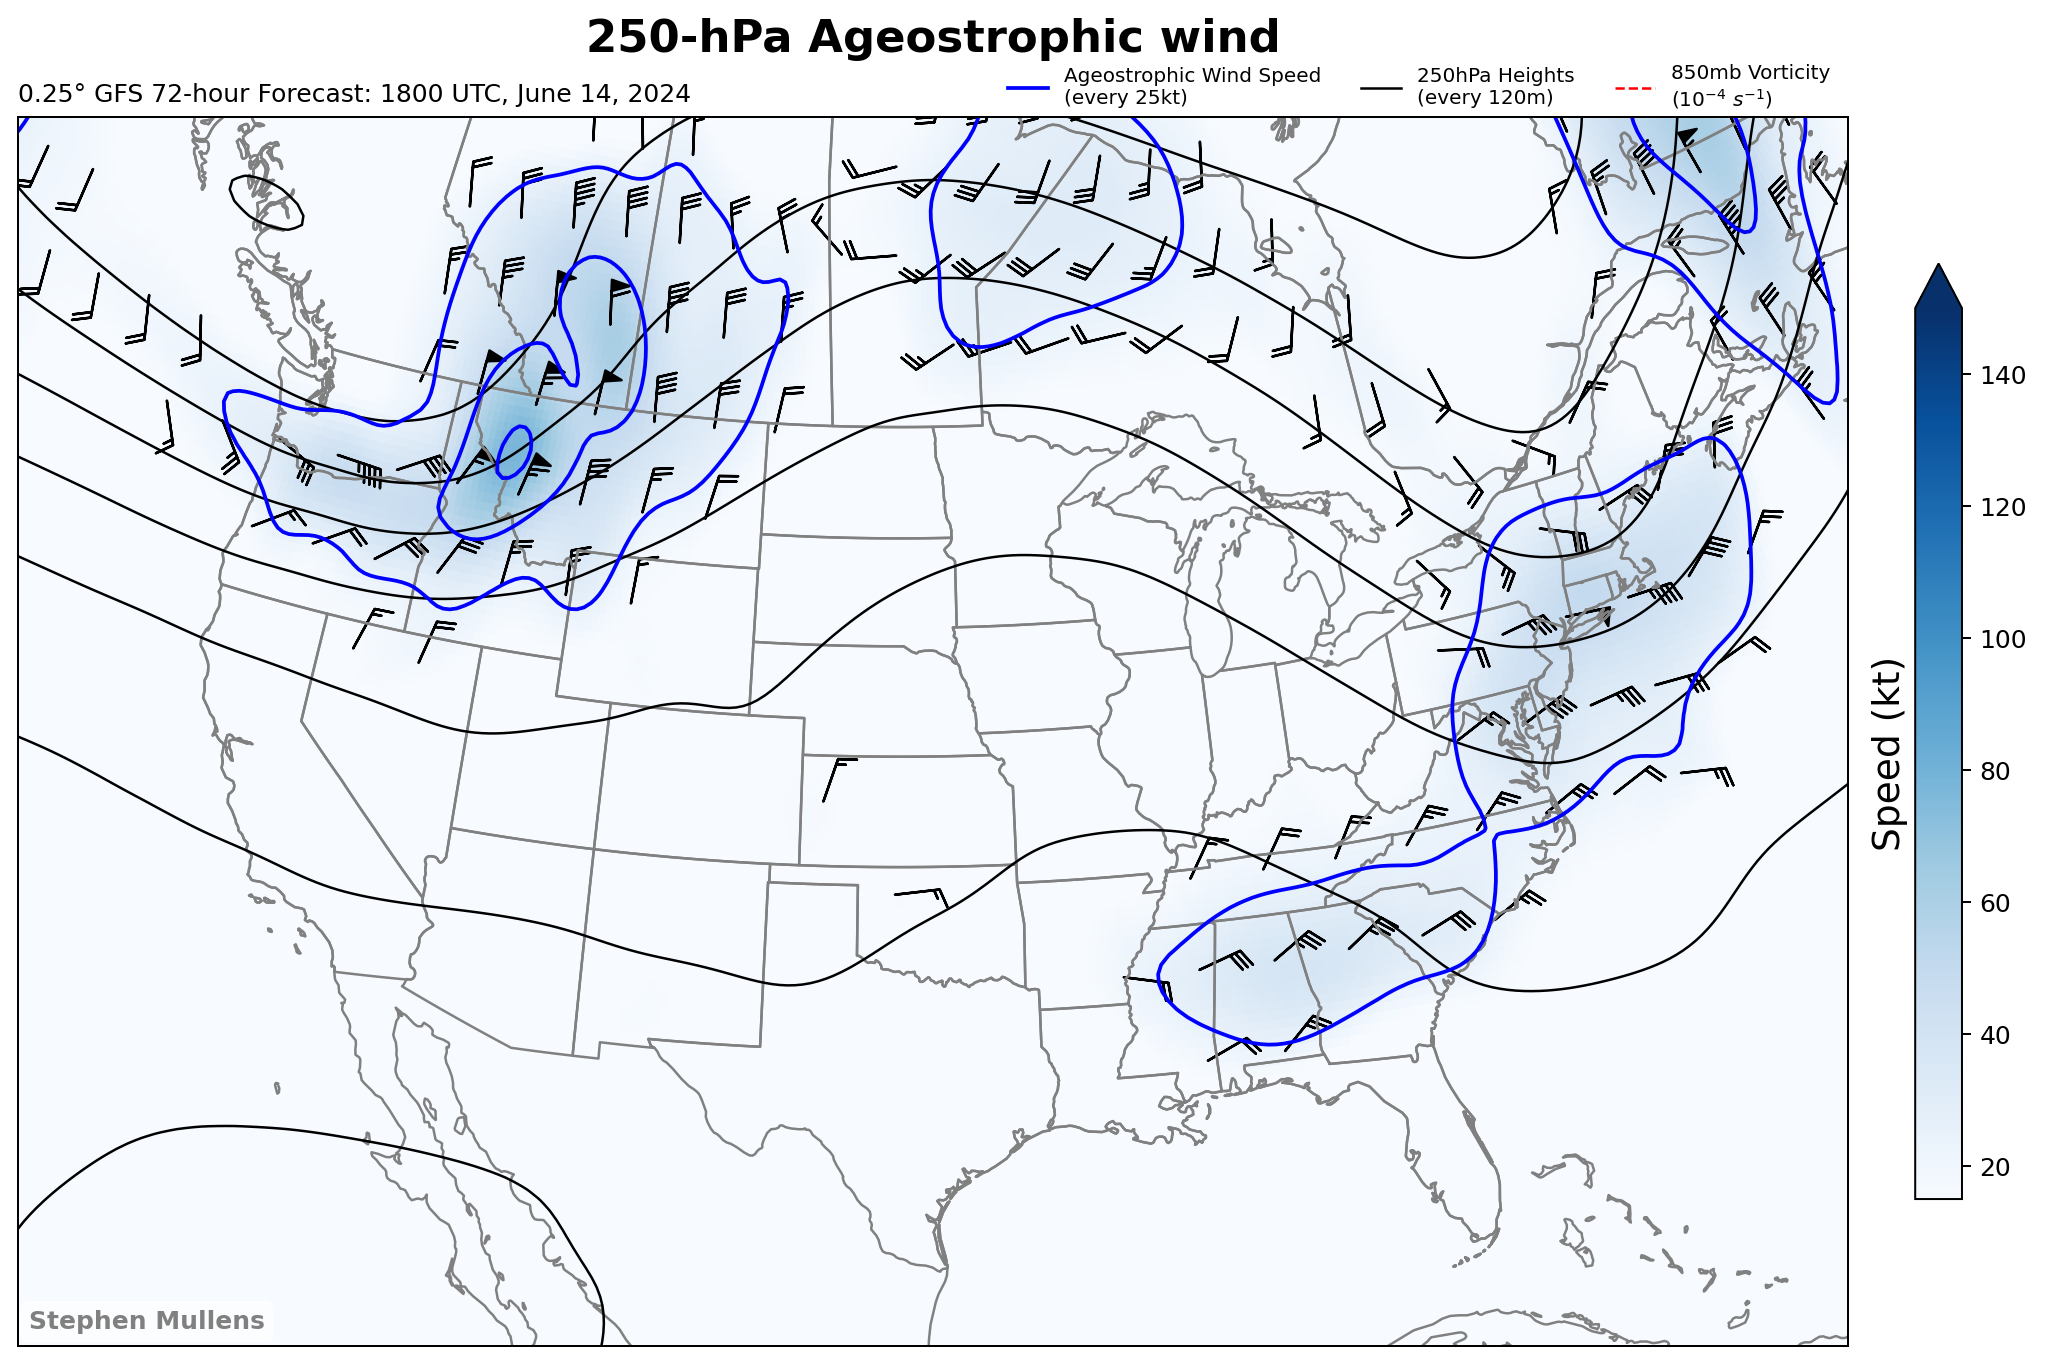 250-hPa Ageostrophic wind
0.25° GFS 72-hour Forecast: 1800 UTC, June 14, 2024
Ageostrophic Wind Speed
(every 25kt)
250hPa Heights
(every 120m)
850mb Vorticity
(10⁻⁴ s⁻¹)
140
120
100
80
60
40
20
Speed (kt)
Stephen Mullens